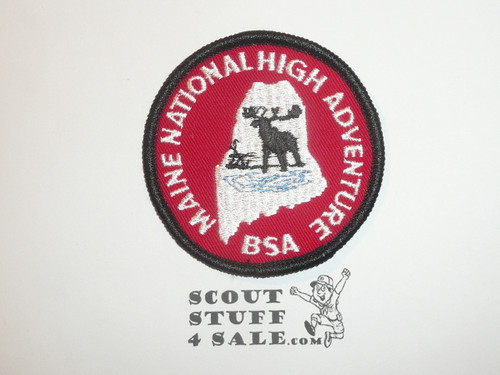 MAINE NATIONAL HIGH ADVENTURE
BSA
SCOUT
STUFF
4 SALE.com